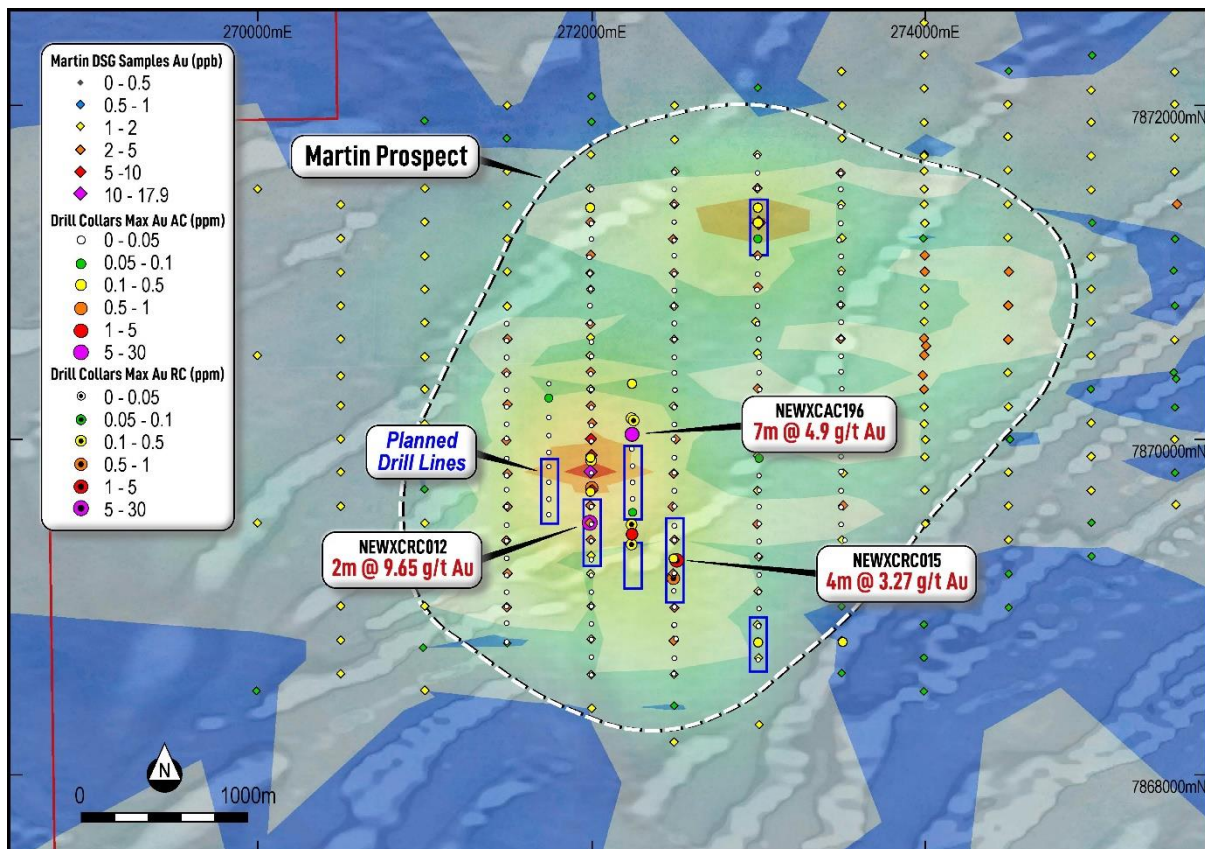 270000mE
272000mE
274000mE
Martin DSG Samples Au (ppb)
0 - 0.5
0.5 - 1
1 - 2
2 - 5
5 - 10
10 - 17.9
Drill Collars Max Au AC (ppm)
0 - 0.05
0.05 - 0.1
0.1 - 0.5
0.5 - 1
1 - 5
5 - 30
Drill Collars Max Au RC (ppm)
0 - 0.05
0.05 - 0.1
0.1 - 0.5
0.5 - 1
1 - 5
5 - 30
7872000mN
Martin Prospect
NEWXCAC196
7m @ 4.9 g/t Au
Planned
Drill Lines
7870000mN
NEWXCRC012
2m @ 9.65 g/t Au
NEWXCRC015
4m @ 3.27 g/t Au
N
0
1000m
7868000mN